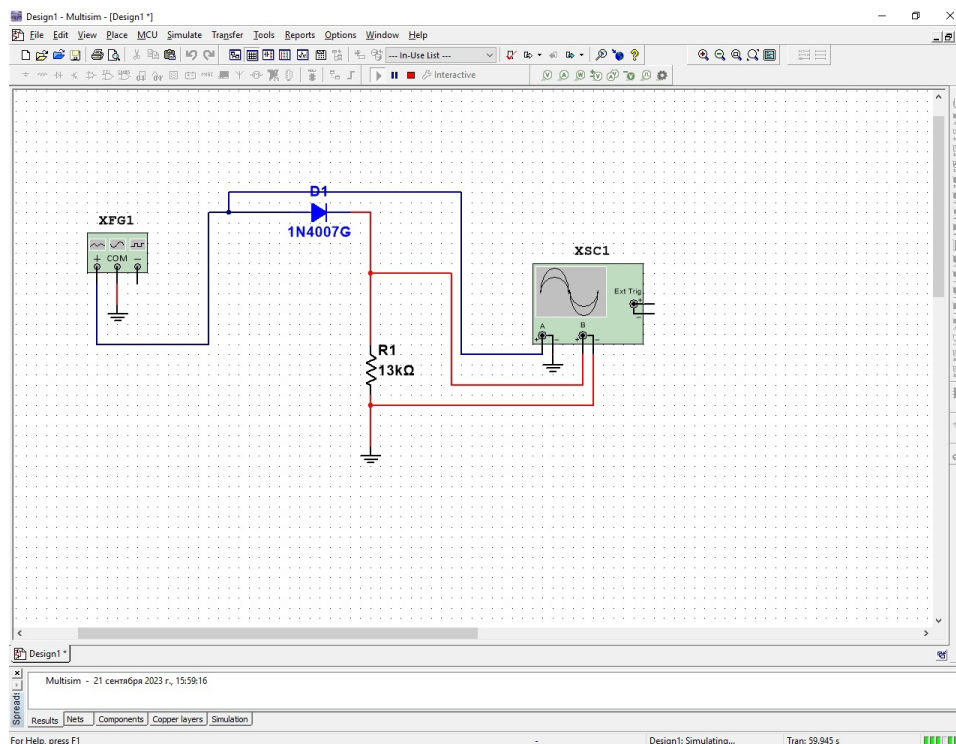 Design1 - Multisim - [Design1 *]
File Edit View Place MCU Simulate Transfer Tools Reports Options Window Help
--- In-Use List ---
Interactive
D1
1N4007G
XFG1
COM
XSC1
Ext Trig
A B
R1
13kΩ
Design1 *
Multisim - 21 сентября 2023 г., 15:59:16
Results Nets Components Copper layers Simulation
For Help, press F1 - Design1: Simulating... Tran: 59.945 s